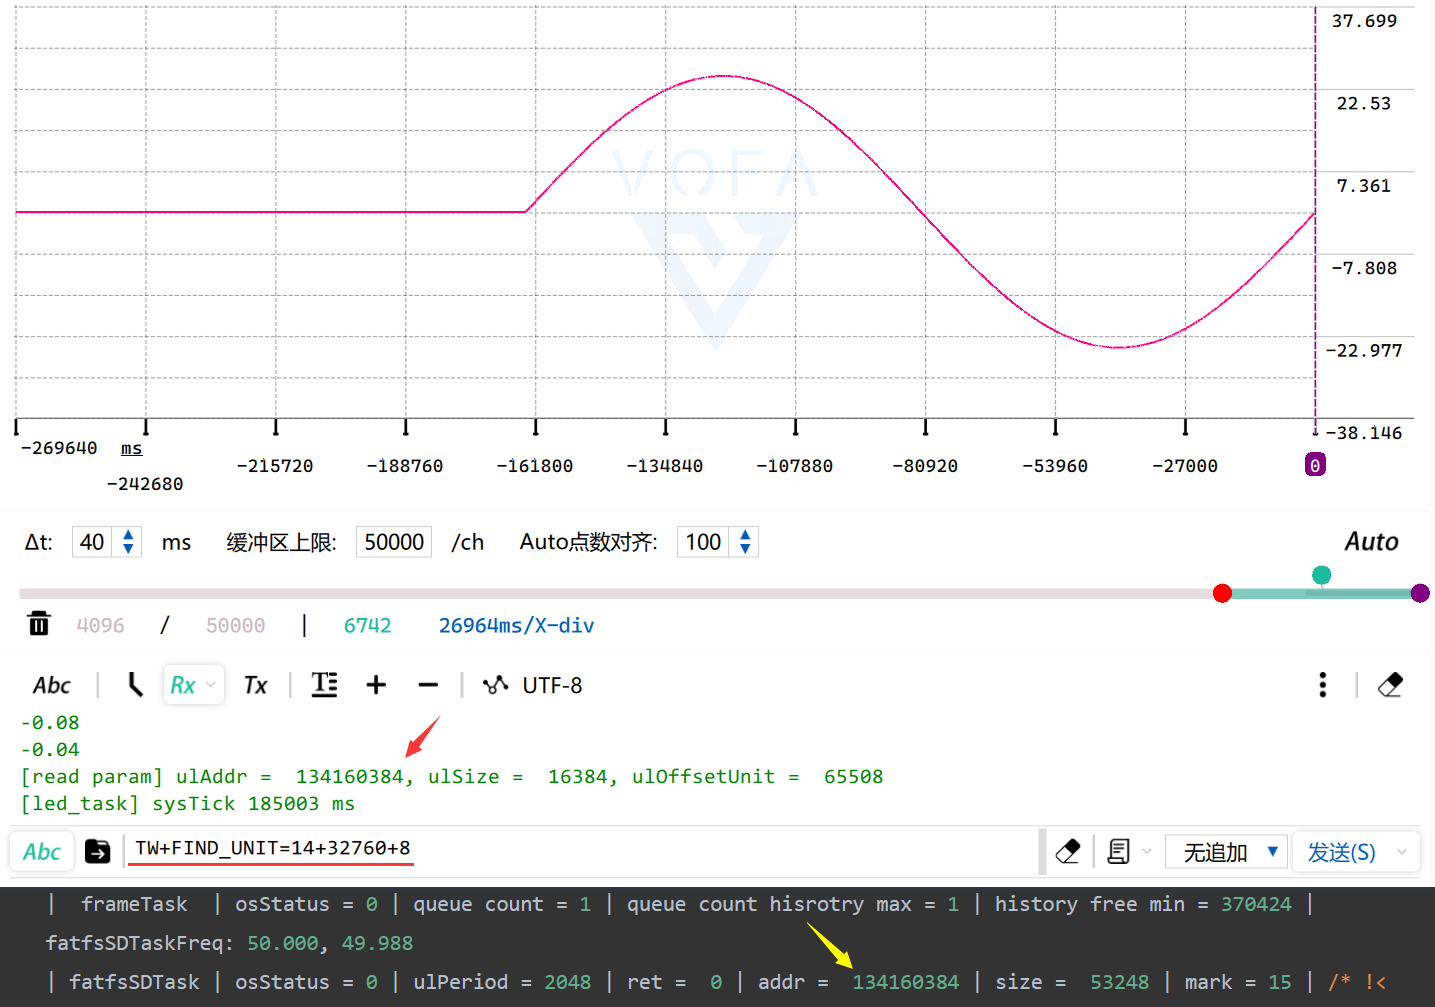 37.699
22.53
VOFA
7.361
-7.808
-22.977
-38.146
-269640 ms
-242680
-215720 -188760 -161800 -134840 -107880 -80920 -53960 -27000 0
Δt: 40 ms 缓冲区上限: 50000 /ch Auto点数对齐: 100 Auto
4096 / 50000 | 6742 26964ms/X-div
Abc | Rx Tx | T + - | UTF-8
-0.08
-0.04
[read param] ulAddr =  134160384, ulSize =  16384, ulOffsetUnit =  65508
[led_task] sysTick 185003 ms
Abc TW+FIND_UNIT=14+32760+8 无追加 发送(S)
|  frameTask  | osStatus = 0 | queue count = 1 | queue count hisrotry max = 1 | history free min = 370424 |
fatfsSDTaskFreq: 50.000, 49.988
| fatfsSDTask | osStatus = 0 | ulPeriod = 2048 | ret =  0 | addr =  134160384 | size =  53248 | mark = 15 | /* !<